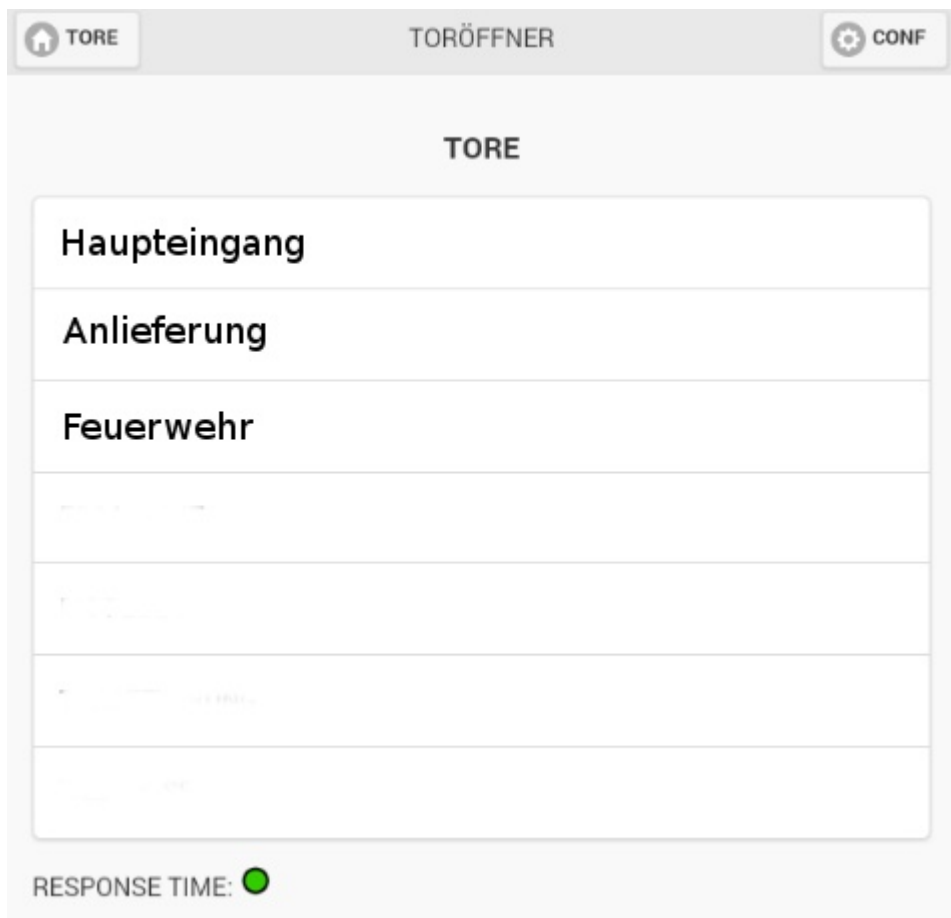 TORE TORÖFFNER CONF
TORE
Haupteingang
Anlieferung
Feuerwehr
RESPONSE TIME: